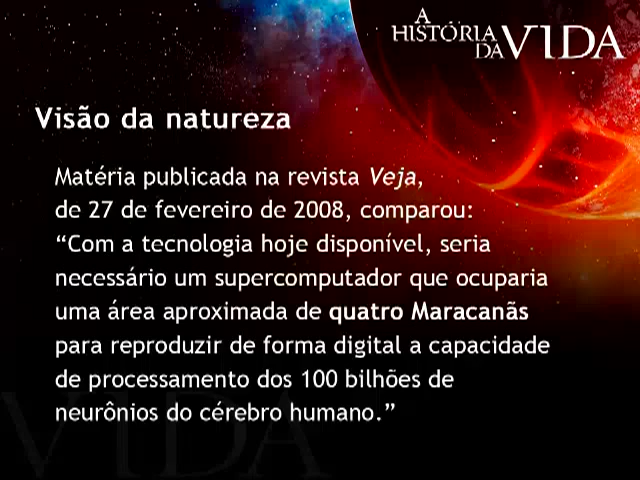 A
HISTÓRIA
DA VIDA
Visão da natureza
Matéria publicada na revista Veja,
de 27 de fevereiro de 2008, comparou:
“Com a tecnologia hoje disponível, seria
necessário um supercomputador que ocuparia
uma área aproximada de quatro Maracanãs
para reproduzir de forma digital a capacidade
de processamento dos 100 bilhões de
neurônios do cérebro humano.”
VIDA